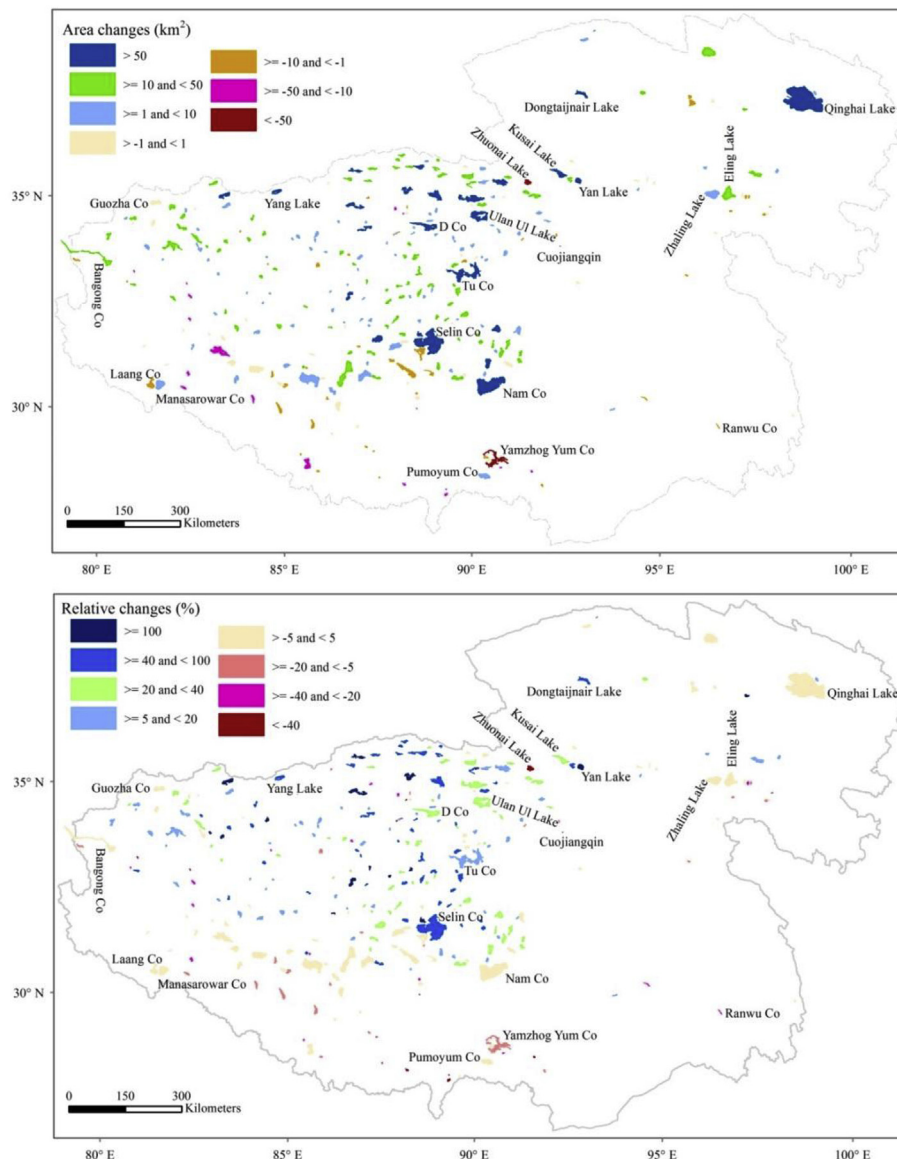 Area changes (km²)
> 50
>= 10 and < 50
>= 1 and < 10
> -1 and < 1
>= -10 and < -1
>= -50 and < -10
< -50
Dongtaijnair Lake
Qinghai Lake
Kusai Lake
Zhuonai Lake
Yan Lake
Eling Lake
Zhaling Lake
35° N
Guozha Co
Yang Lake
D Co
Ulan Ul Lake
Cuojiangqin
Bangong Co
Tu Co
Selin Co
Laang Co
30° N
Manasarowar Co
Nam Co
Ranwu Co
Yamzhog Yum Co
Pumoyum Co
0 150 300
Kilometers
80° E 85° E 90° E 95° E 100° E
Relative changes (%)
>= 100
>= 40 and < 100
>= 20 and < 40
>= 5 and < 20
> -5 and < 5
>= -20 and < -5
>= -40 and < -20
< -40
Dongtaijnair Lake
Qinghai Lake
Kusai Lake
Zhuonai Lake
Yan Lake
Eling Lake
Zhaling Lake
35° N
Guozha Co
Yang Lake
D Co
Ulan Ul Lake
Cuojiangqin
Bangong Co
Tu Co
Selin Co
Laang Co
30° N
Manasarowar Co
Nam Co
Ranwu Co
Yamzhog Yum Co
Pumoyum Co
0 150 300
Kilometers
80° E 85° E 90° E 95° E 100° E